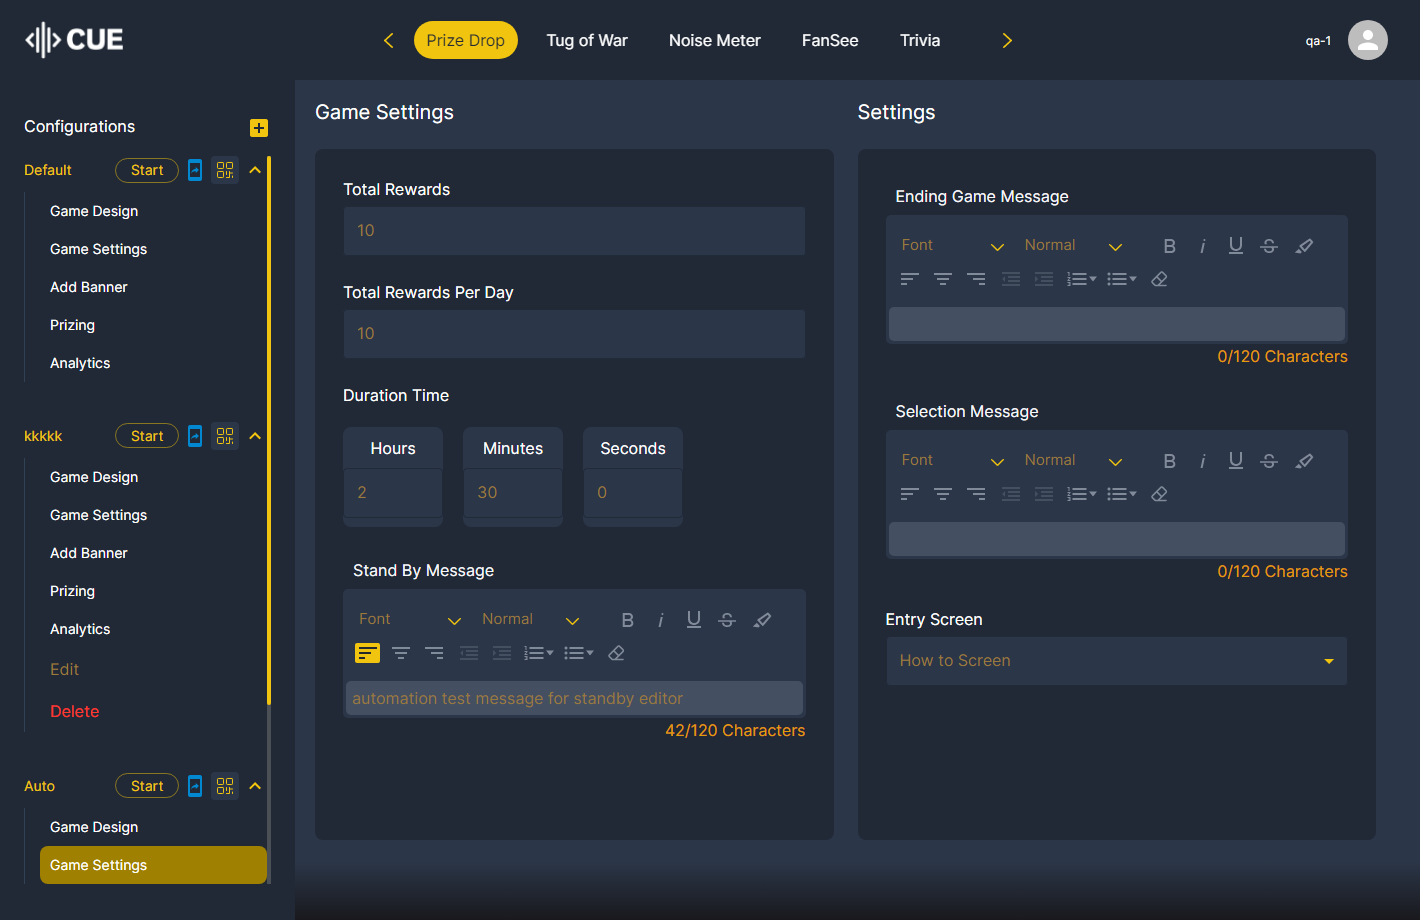 CUE
Prize Drop
Tug of War
Noise Meter
FanSee
Trivia
qa-1
Configurations
Default
Start
Game Design
Game Settings
Add Banner
Prizing
Analytics
kkkkk
Start
Game Design
Game Settings
Add Banner
Prizing
Analytics
Edit
Delete
Auto
Start
Game Design
Game Settings
Game Settings
Total Rewards
10
Total Rewards Per Day
10
Duration Time
Hours Minutes Seconds
2 30 0
Stand By Message
Font Normal
automation test message for standby editor
42/120 Characters
Settings
Ending Game Message
Font Normal
0/120 Characters
Selection Message
Font Normal
0/120 Characters
Entry Screen
How to Screen